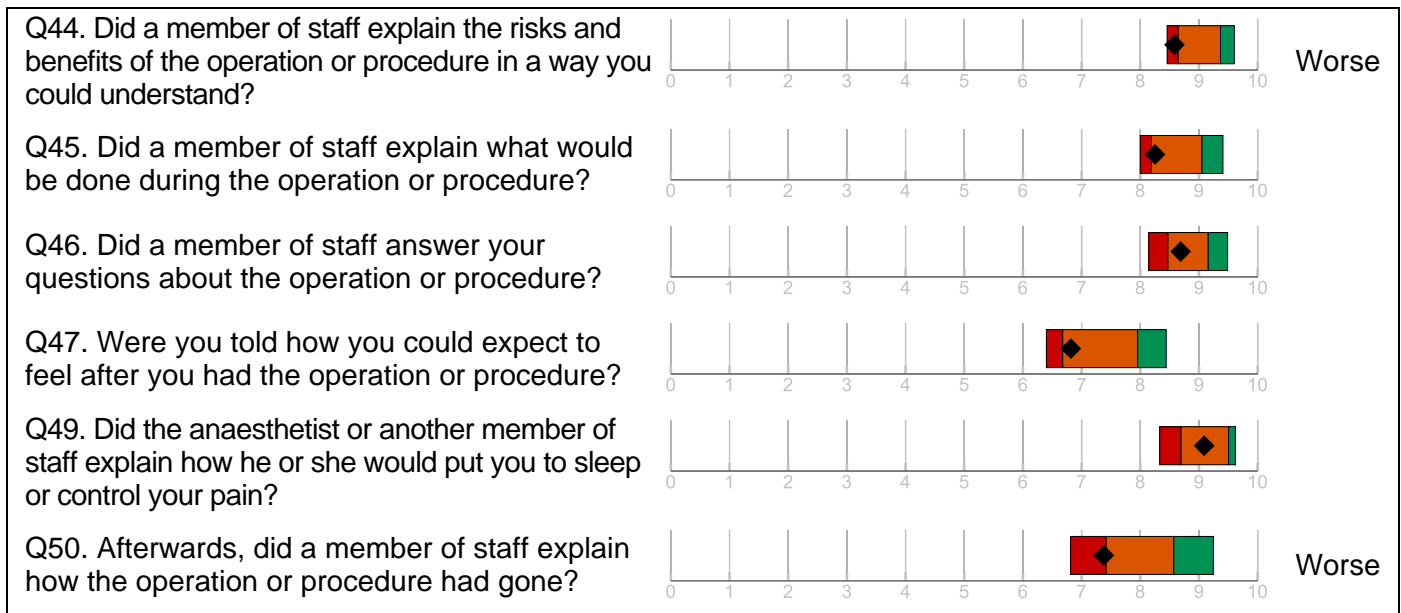 Q44. Did a member of staff explain the risks and
benefits of the operation or procedure in a way you
could understand?
0 1 2 3 4 5 6 7 8 9 10
Worse
Q45. Did a member of staff explain what would
be done during the operation or procedure?
0 1 2 3 4 5 6 7 8 9 10
Q46. Did a member of staff answer your
questions about the operation or procedure?
0 1 2 3 4 5 6 7 8 9 10
Q47. Were you told how you could expect to
feel after you had the operation or procedure?
0 1 2 3 4 5 6 7 8 9 10
Q49. Did the anaesthetist or another member of
staff explain how he or she would put you to sleep
or control your pain?
0 1 2 3 4 5 6 7 8 9 10
Q50. Afterwards, did a member of staff explain
how the operation or procedure had gone?
0 1 2 3 4 5 6 7 8 9 10
Worse